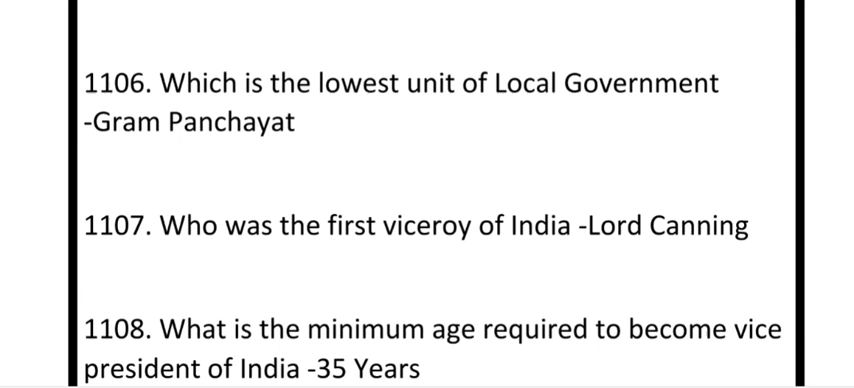 1106. Which is the lowest unit of Local Government
-Gram Panchayat
1107. Who was the first viceroy of India -Lord Canning
1108. What is the minimum age required to become vice
president of India -35 Years